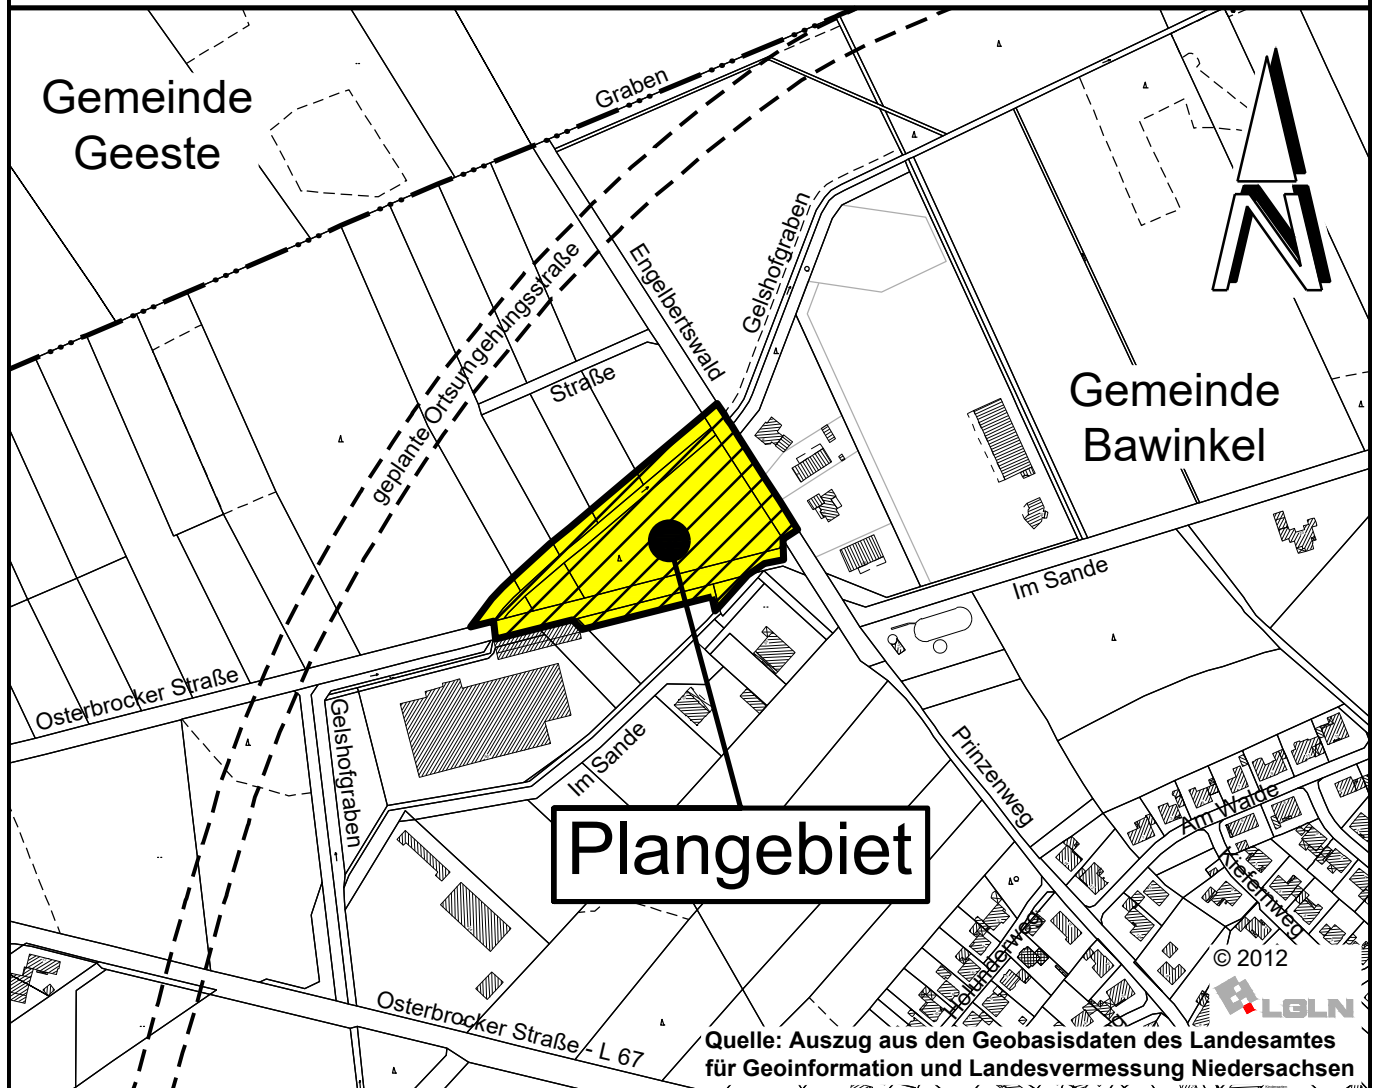 Gemeinde
Geeste
Graben
Engelbertswald
Gelshofgraben
geplante Ortsumgehungsstraße
Straße
N
Gemeinde
Bawinkel
Im Sande
Osterbrocker Straße
Gelshofgraben
Im Sande
Prinzenweg
Am Walde
Kiefernweg
Plangebiet
Holunderweg
© 2012
LGLN
Osterbrocker Straße - L 67
Quelle: Auszug aus den Geobasisdaten des Landesamtes
für Geoinformation und Landesvermessung Niedersachsen